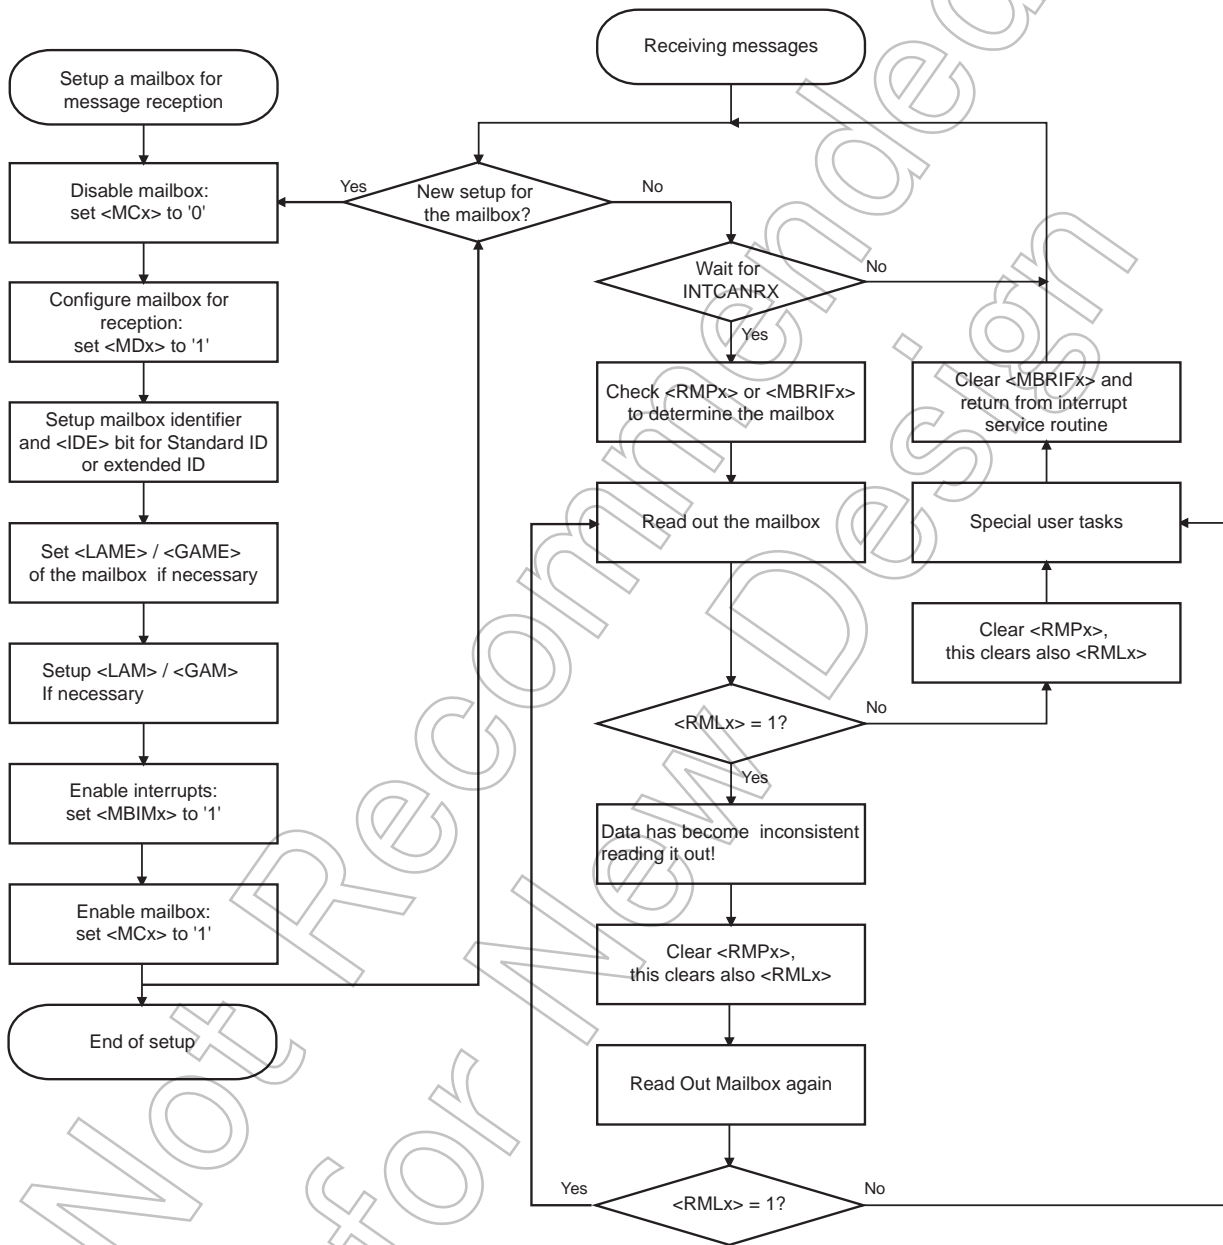 Setup a mailbox for
message reception
Disable mailbox:
set <MCx> to '0'
Configure mailbox for
reception:
set <MDx> to '1'
Setup mailbox identifier
and <IDE> bit for Standard ID
or extended ID
Set <LAME> / <GAME>
of the mailbox if necessary
Setup <LAM> / <GAM>
If necessary
Enable interrupts:
set <MBIMx> to '1'
Enable mailbox:
set <MCx> to '1'
End of setup
Receiving messages
Yes
New setup for
the mailbox?
No
Wait for
INTCANRX
No
Yes
Check <RMPx> or <MBRIFx>
to determine the mailbox
Clear <MBRIFx> and
return from interrupt
service routine
Read out the mailbox
Special user tasks
Clear <RMPx>,
this clears also <RMLx>
<RMLx> = 1?
No
Yes
Data has become inconsistent
reading it out!
Clear <RMPx>,
this clears also <RMLx>
Read Out Mailbox again
Yes
<RMLx> = 1?
No
Not Recommended
for New Design